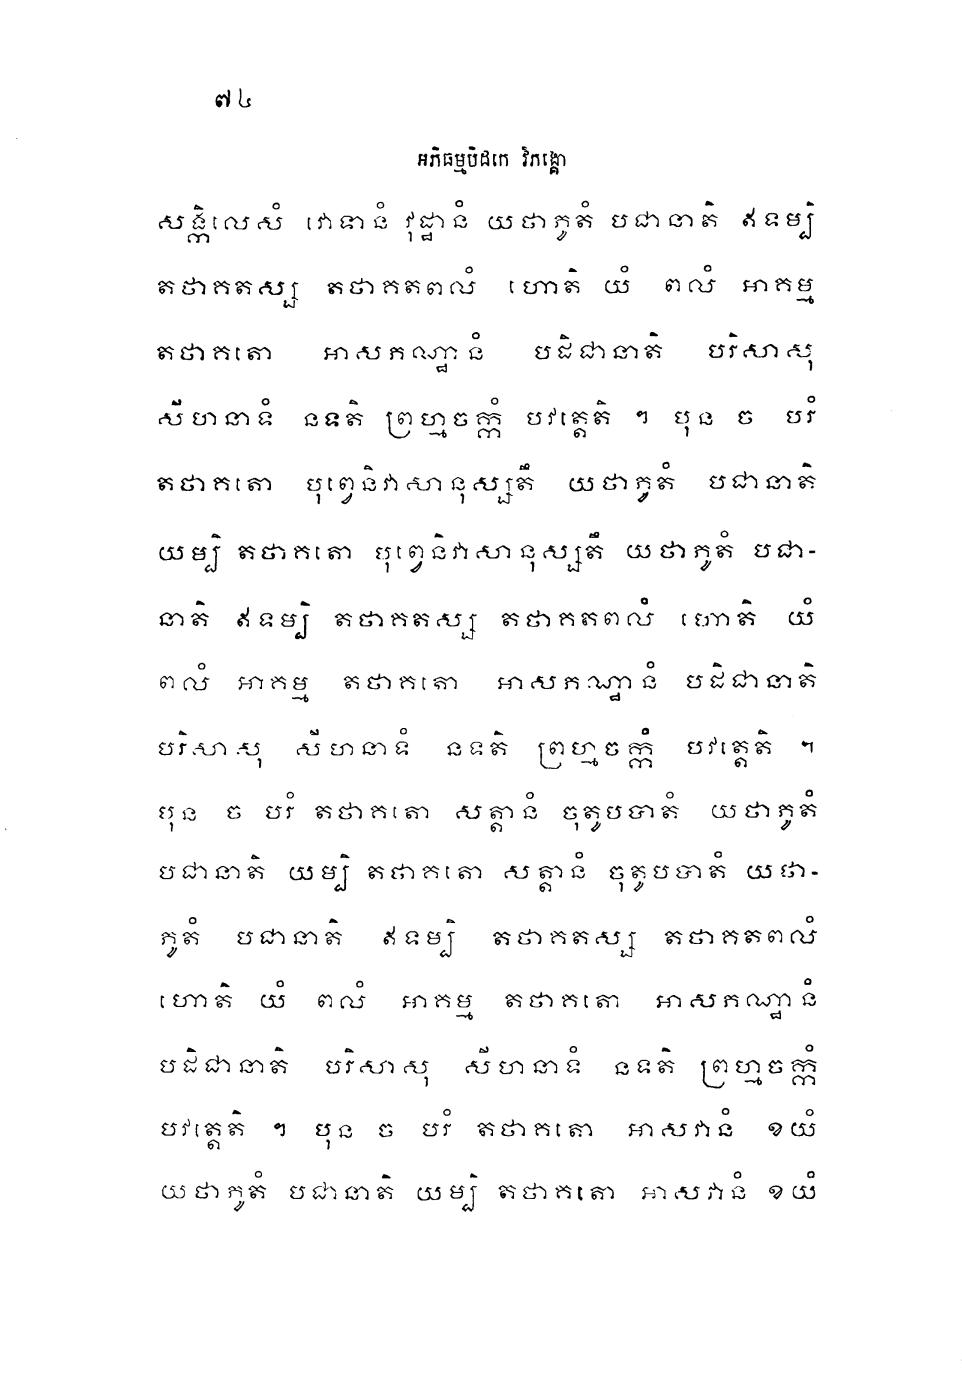 ៧៤
អភិធម្មបិដកេ វិភង្គោ
សង្កិលេសំ វោទានំ វុដ្ឋានំ យថាភូតំ បជានាតិ ឥទម្បិ
តថាគតស្ស តថាគតពលំ ហោតិ យំ ពលំ អាគម្ម
តថាគតោ អាសភណ្ឋានំ បដិជានាតិ បរិសាសុ
សីហនាទំ នទតិ ព្រហ្មចក្កំ បវត្តេតិ ។ បុន ច បរំ
តថាគតោ បុព្វេនិវាសានុស្សតឹ យថាភូតំ បជានាតិ
យម្បិ តថាគតោ បុព្វេនិវាសានុស្សតឹ យថាភូតំ បជា-
នាតិ ឥទម្បិ តថាគតស្ស តថាគតពលំ ហោតិ យំ
ពលំ អាគម្ម តថាគតោ អាសភណ្ឋានំ បដិជានាតិ
បរិសាសុ សីហនាទំ នទតិ ព្រហ្មចក្កំ បវត្តេតិ ។
បុន ច បរំ តថាគតោ សត្តានំ ចុតូបបាតំ យថាភូតំ
បជានាតិ យម្បិ តថាគតោ សត្តានំ ចុតូបបាតំ យថា-
ភូតំ បជានាតិ ឥទម្បិ តថាគតស្ស តថាគតពលំ
ហោតិ យំ ពលំ អាគម្ម តថាគតោ អាសភណ្ឋានំ
បដិជានាតិ បរិសាសុ សីហនាទំ នទតិ ព្រហ្មចក្កំ
បវត្តេតិ ។ បុន ច បរំ តថាគតោ អាសវានំ ខយំ
យថាភូតំ បជានាតិ យម្បិ តថាគតោ អាសវានំ ខយំ